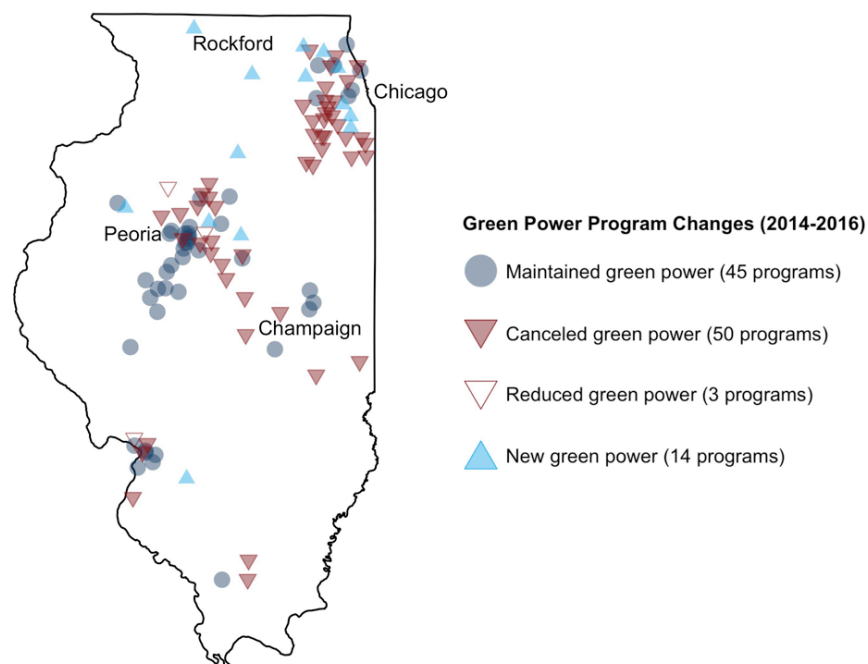 Rockford
Chicago
Peoria
Champaign
Green Power Program Changes (2014-2016)
Maintained green power (45 programs)
Canceled green power (50 programs)
Reduced green power (3 programs)
New green power (14 programs)